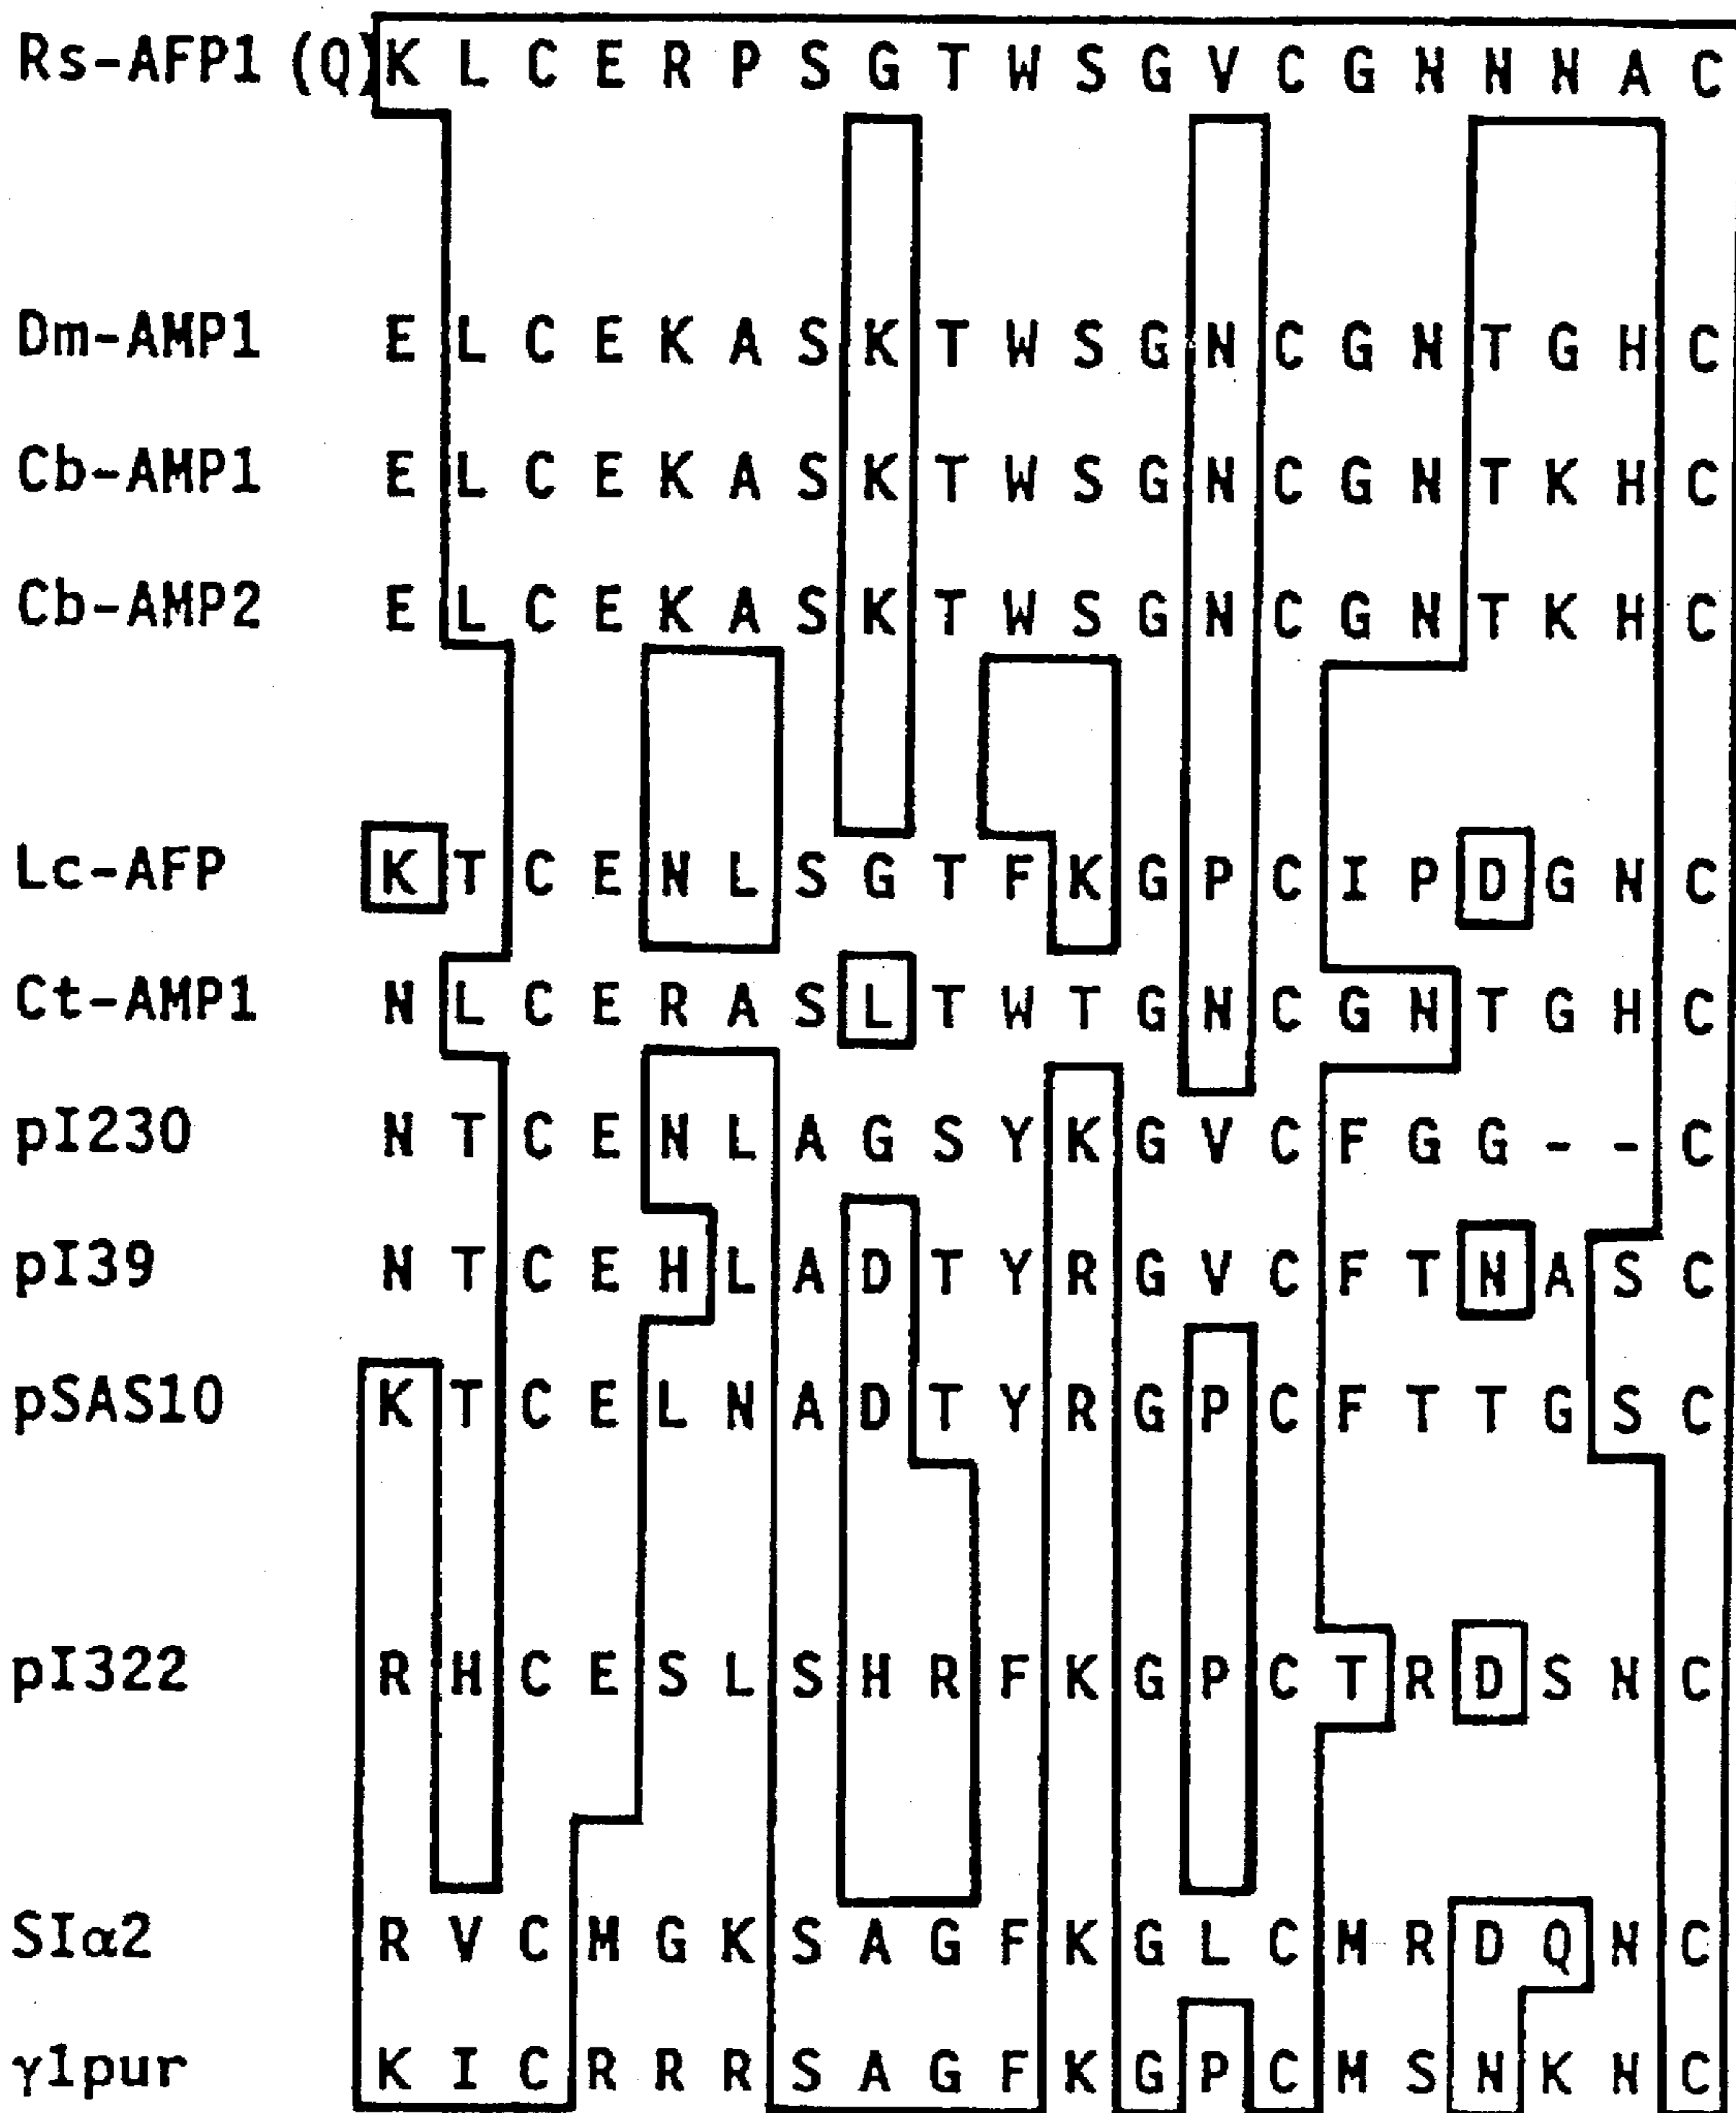 Rs-AFP1 (Q) K L C E R P S G T W S G V C G N N N A C
Dm-AMP1 E L C E K A S K T W S G N C G N T G H C
Cb-AMP1 E L C E K A S K T W S G N C G N T K H C
Cb-AMP2 E L C E K A S K T W S G N C G N T K H C
Lc-AFP K T C E N L S G T F K G P C I P D G N C
Ct-AMP1 N L C E R A S L T W T G N C G N T G H C
pI230 N T C E N L A G S Y K G V C F G G - - C
pI39 N T C E H L A D T Y R G V C F T N A S C
pSAS10 K T C E L N A D T Y R G P C F T T G S C
pI322 R H C E S L S H R F K G P C T R D S N C
SIα2 R V C M G K S A G F K G L C M R D Q N C
γ1pur K I C R R R S A G F K G P C M S N K N C